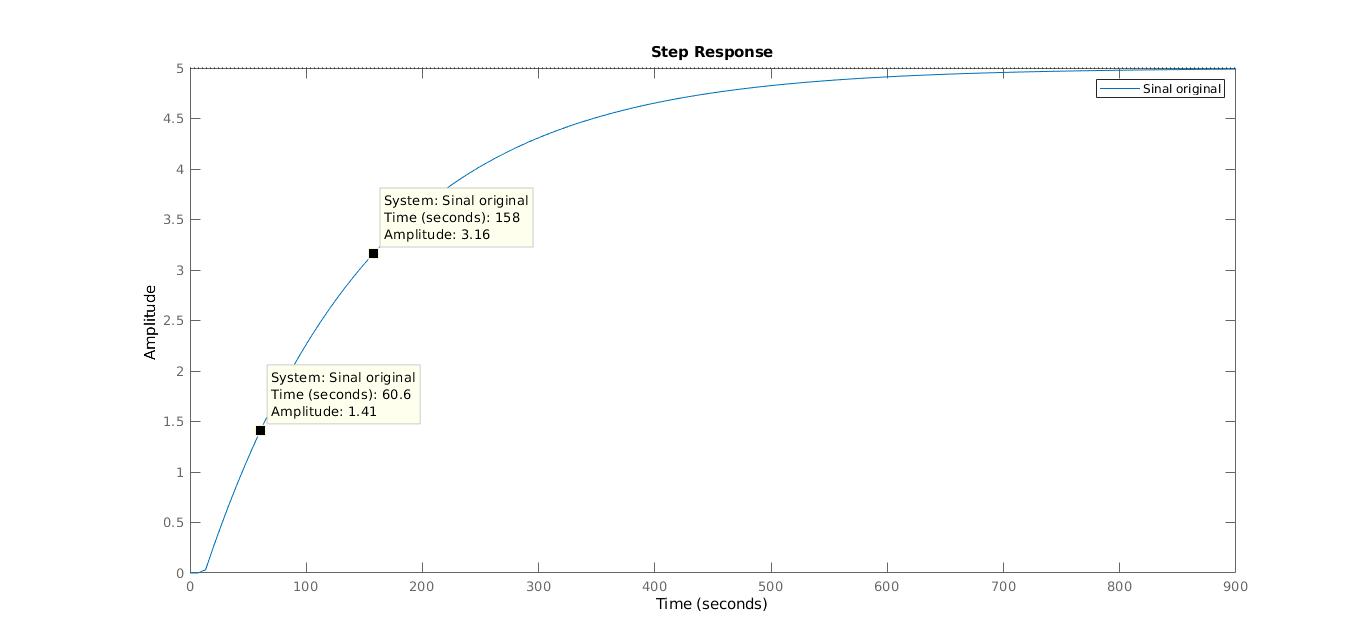 Step Response
Sinal original
System: Sinal original
Time (seconds): 158
Amplitude: 3.16
System: Sinal original
Time (seconds): 60.6
Amplitude: 1.41
Amplitude
5
4.5
4
3.5
3
2.5
2
1.5
1
0.5
0
0 100 200 300 400 500 600 700 800 900
Time (seconds)